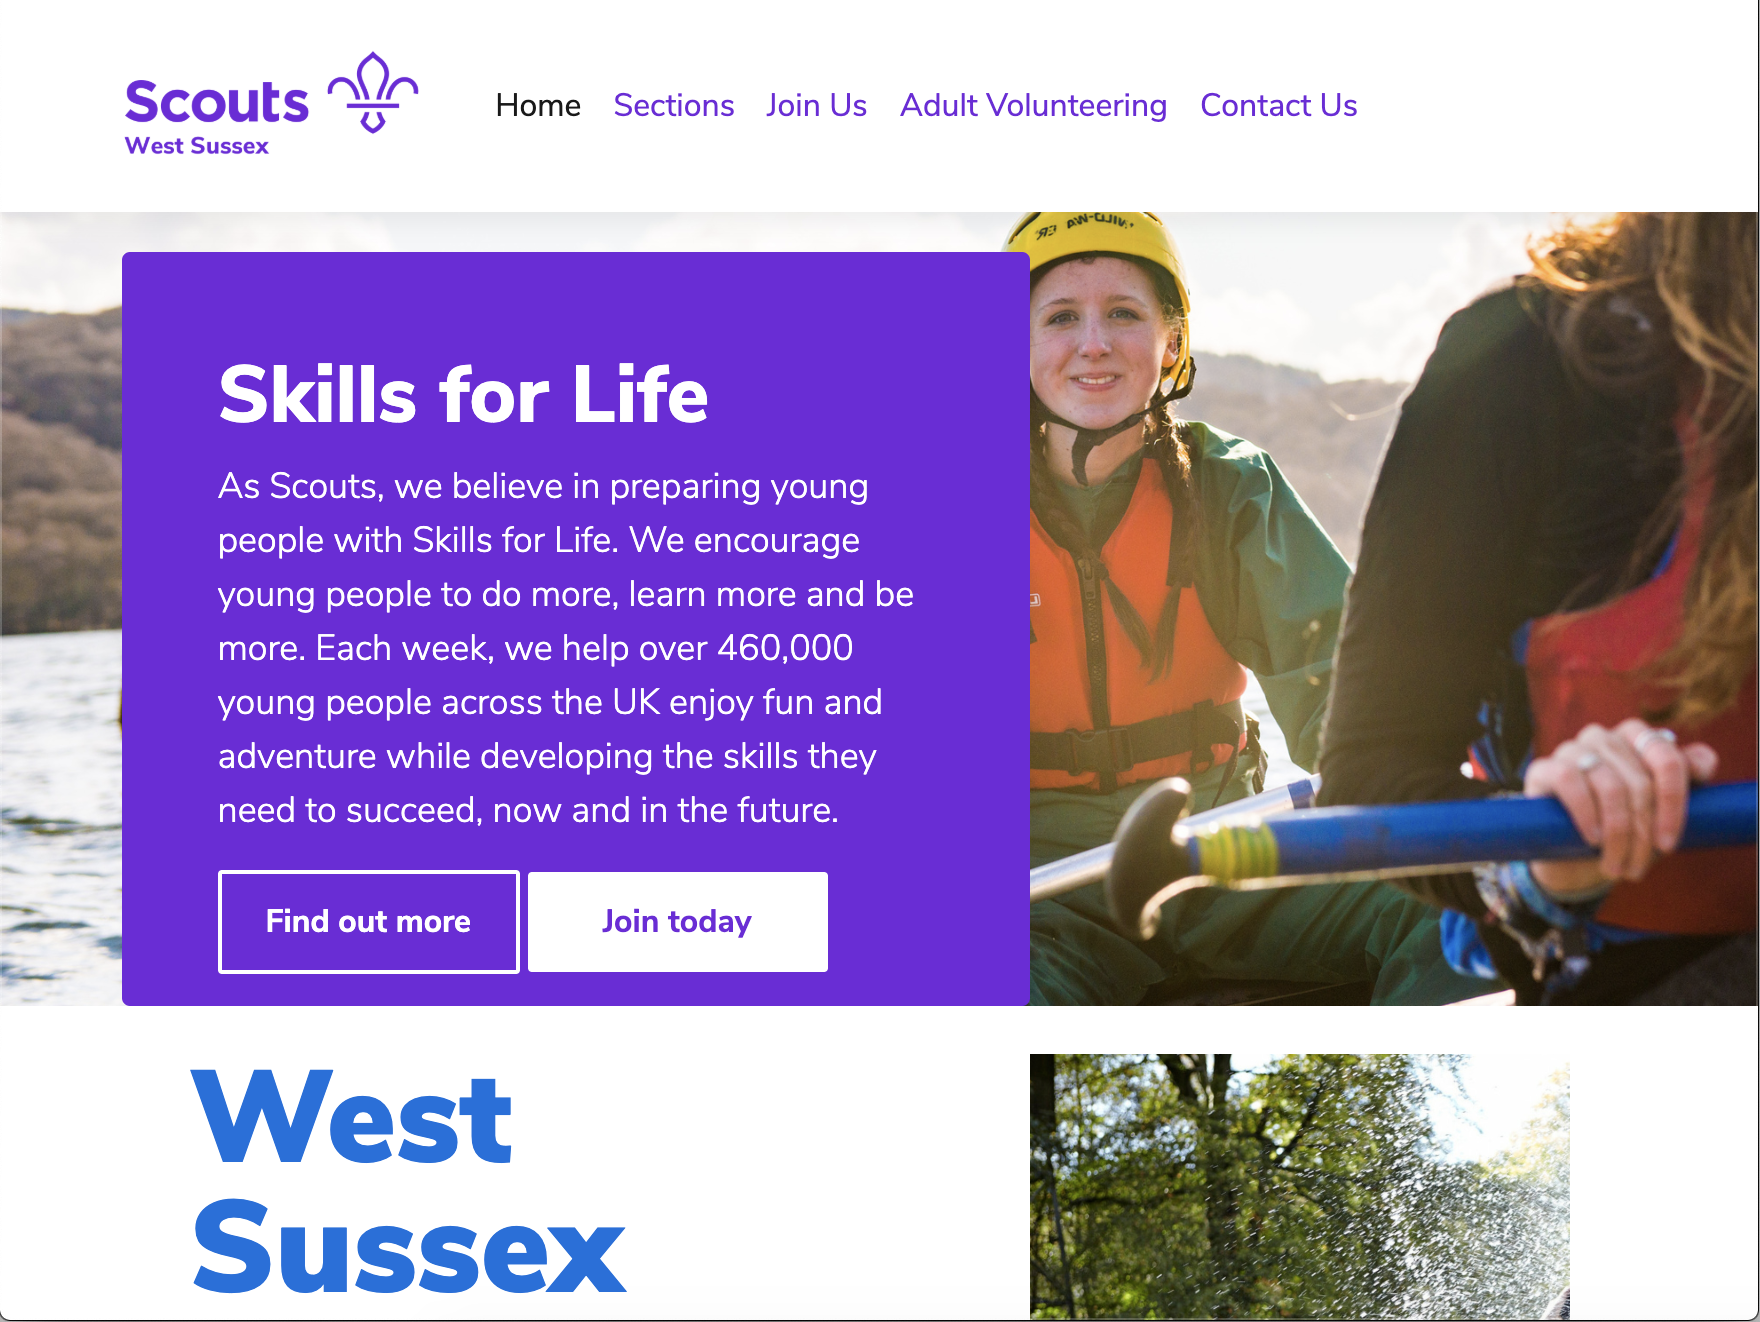 Scouts
West Sussex
Home Sections Join Us Adult Volunteering Contact Us
Skills for Life
As Scouts, we believe in preparing young
people with Skills for Life. We encourage
young people to do more, learn more and be
more. Each week, we help over 460,000
young people across the UK enjoy fun and
adventure while developing the skills they
need to succeed, now and in the future.
Find out more Join today
West
Sussex